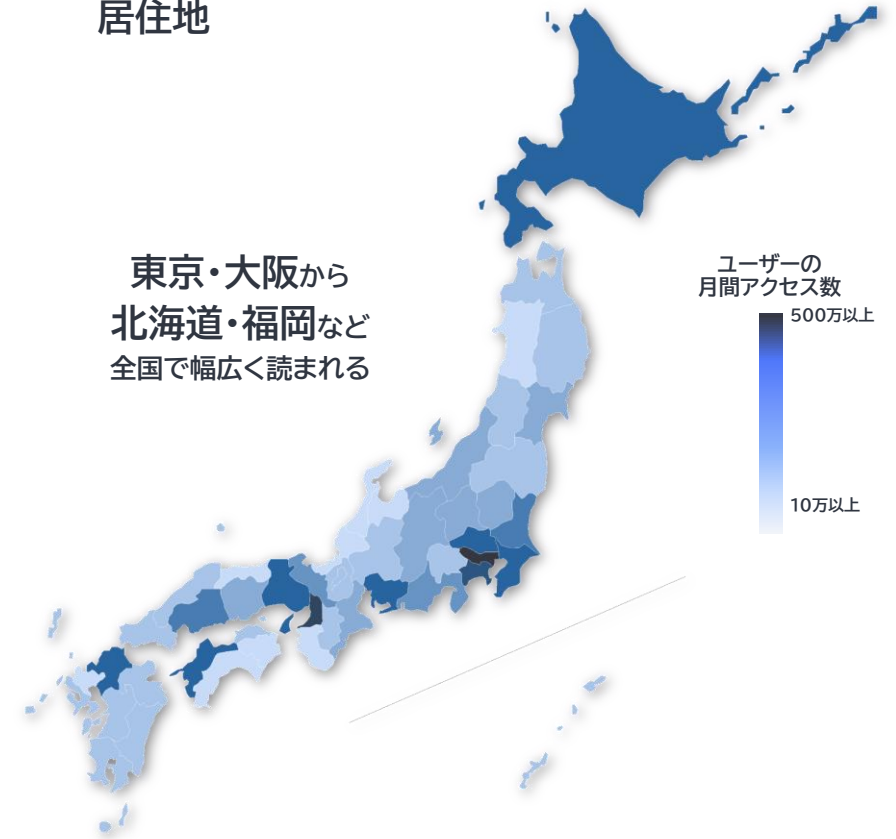 居住地
東京・大阪から
北海道・福岡など
全国で幅広く読まれる
ユーザーの
月間アクセス数
500万以上
10万以上